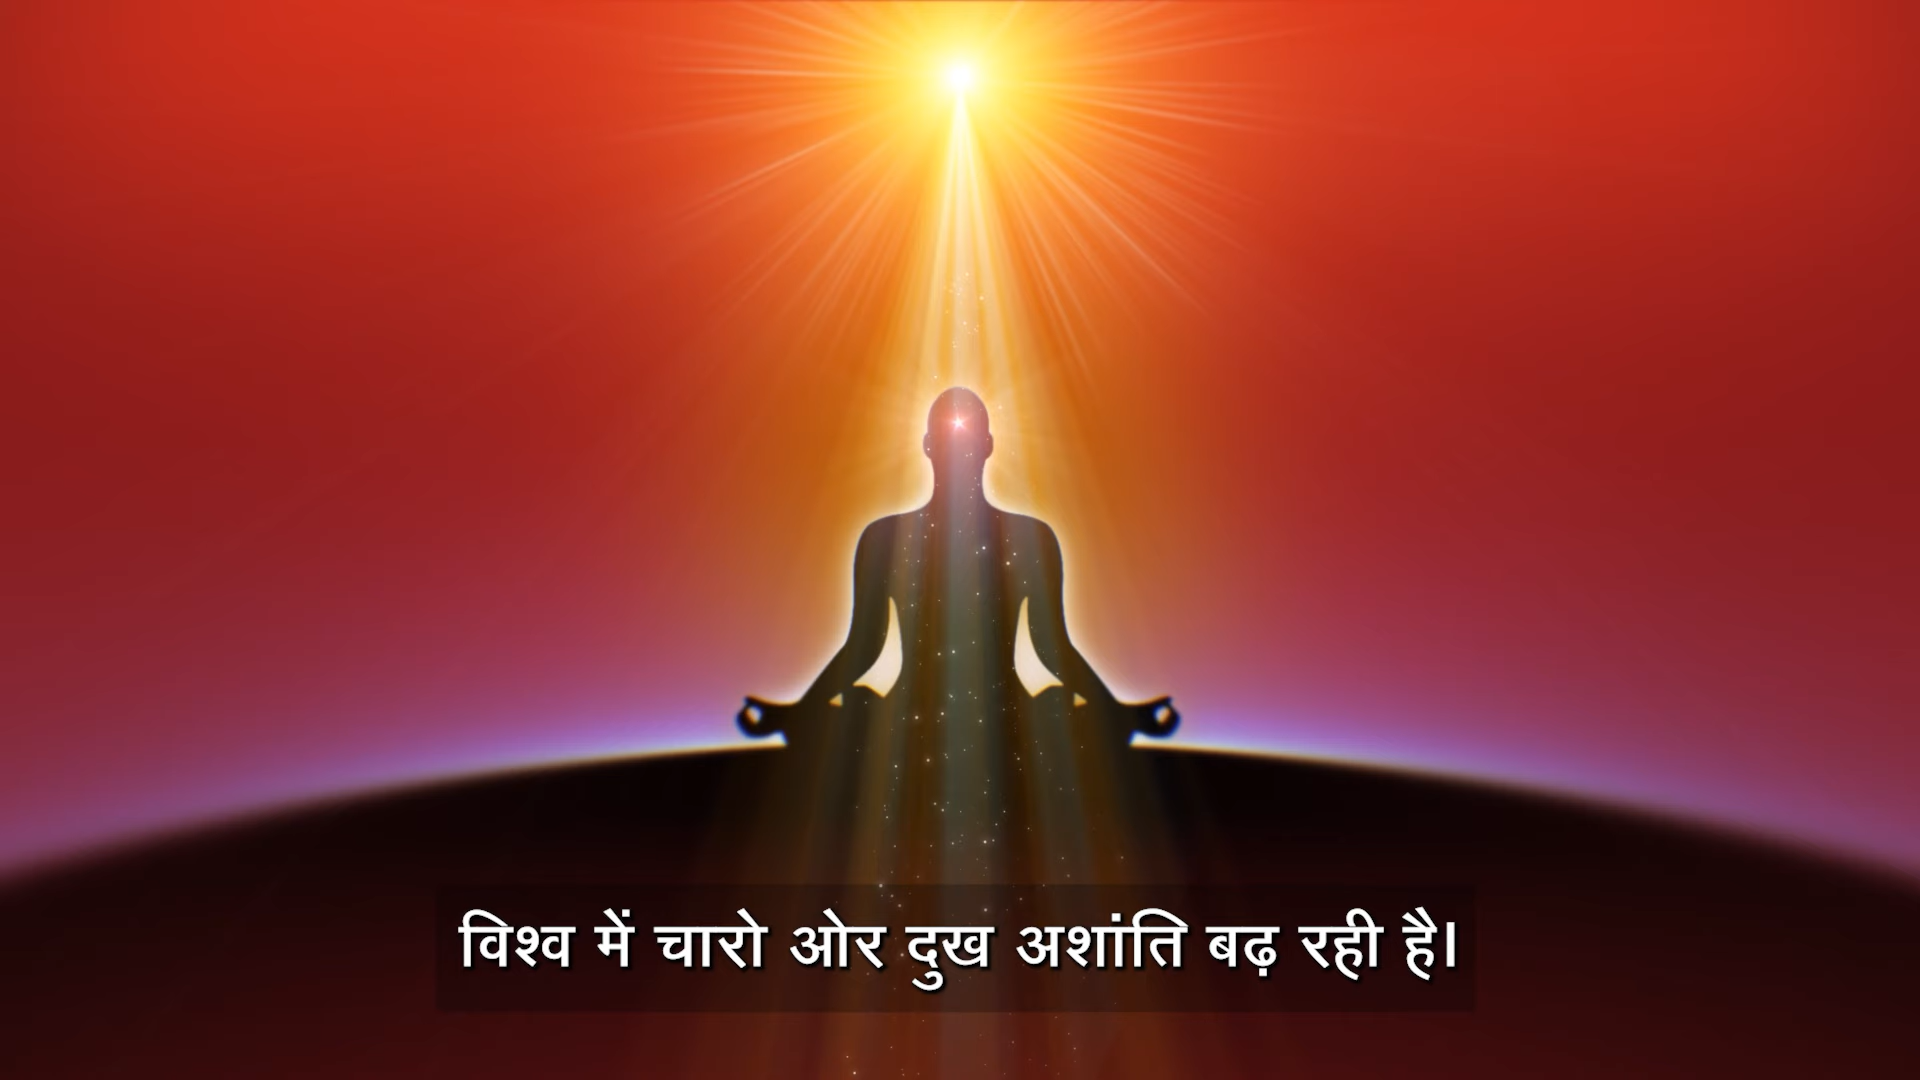 विश्व में चारो ओर दुख अशांति बढ़ रही है।